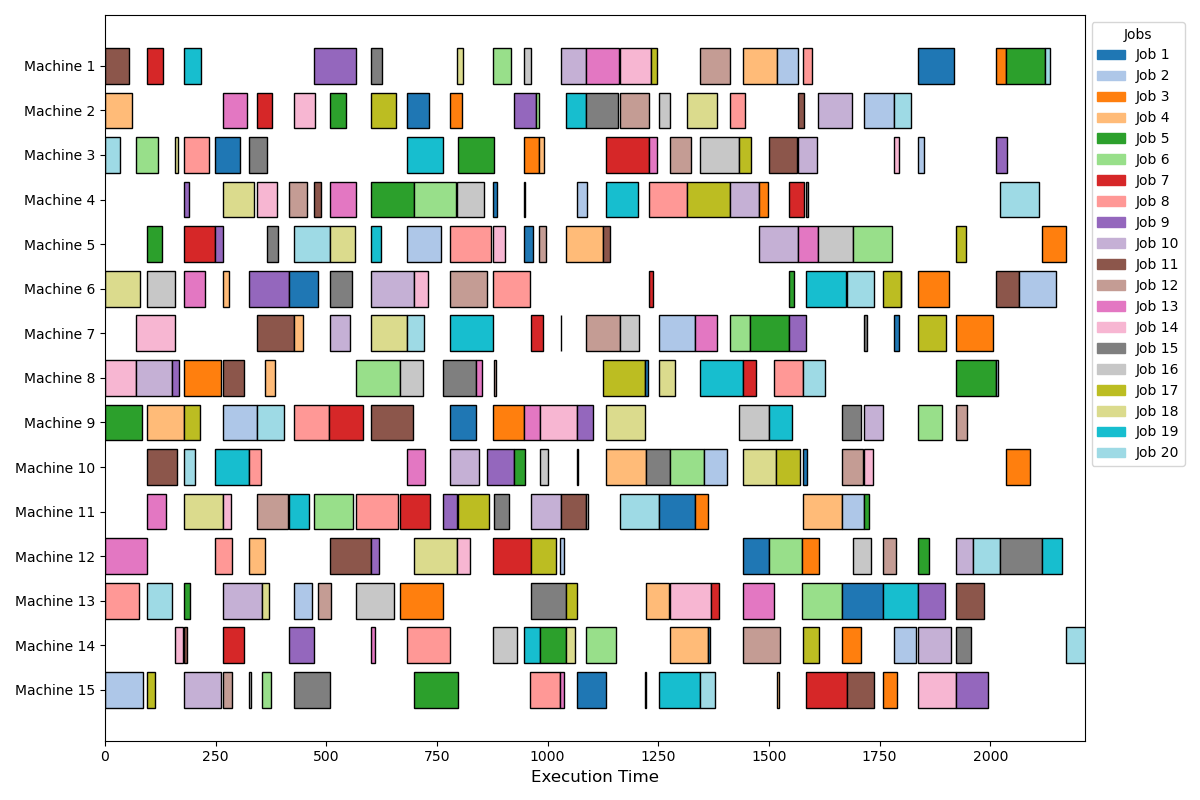 Machine 1
Machine 2
Machine 3
Machine 4
Machine 5
Machine 6
Machine 7
Machine 8
Machine 9
Machine 10
Machine 11
Machine 12
Machine 13
Machine 14
Machine 15
0 250 500 750 1000 1250 1500 1750 2000
Execution Time
Jobs
Job 1
Job 2
Job 3
Job 4
Job 5
Job 6
Job 7
Job 8
Job 9
Job 10
Job 11
Job 12
Job 13
Job 14
Job 15
Job 16
Job 17
Job 18
Job 19
Job 20